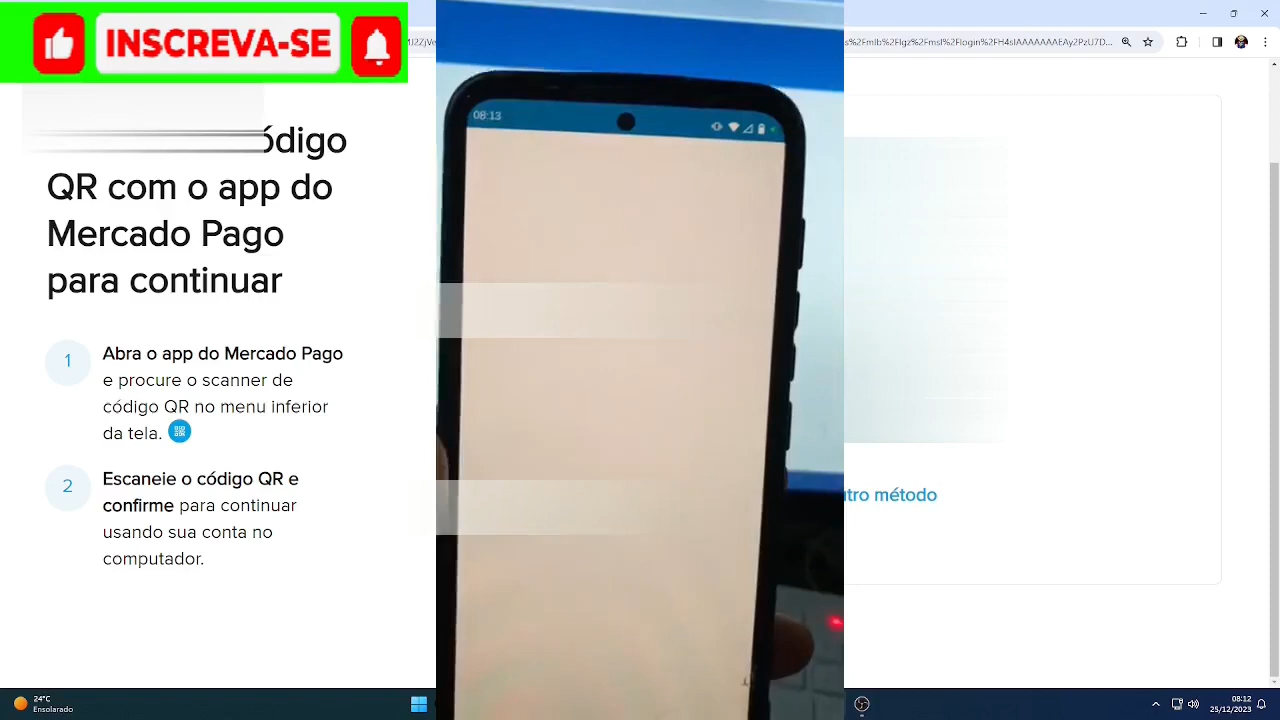 INSCREVA-SE
ódigo
QR com o app do
Mercado Pago
para continuar
1
Abra o app do Mercado Pago
e procure o scanner de
código QR no menu inferior
da tela.
2
Escaneie o código QR e
confirme para continuar
usando sua conta no
computador.
08:13
utro método
24°C
Ensolarado
08:13
25/12/2023